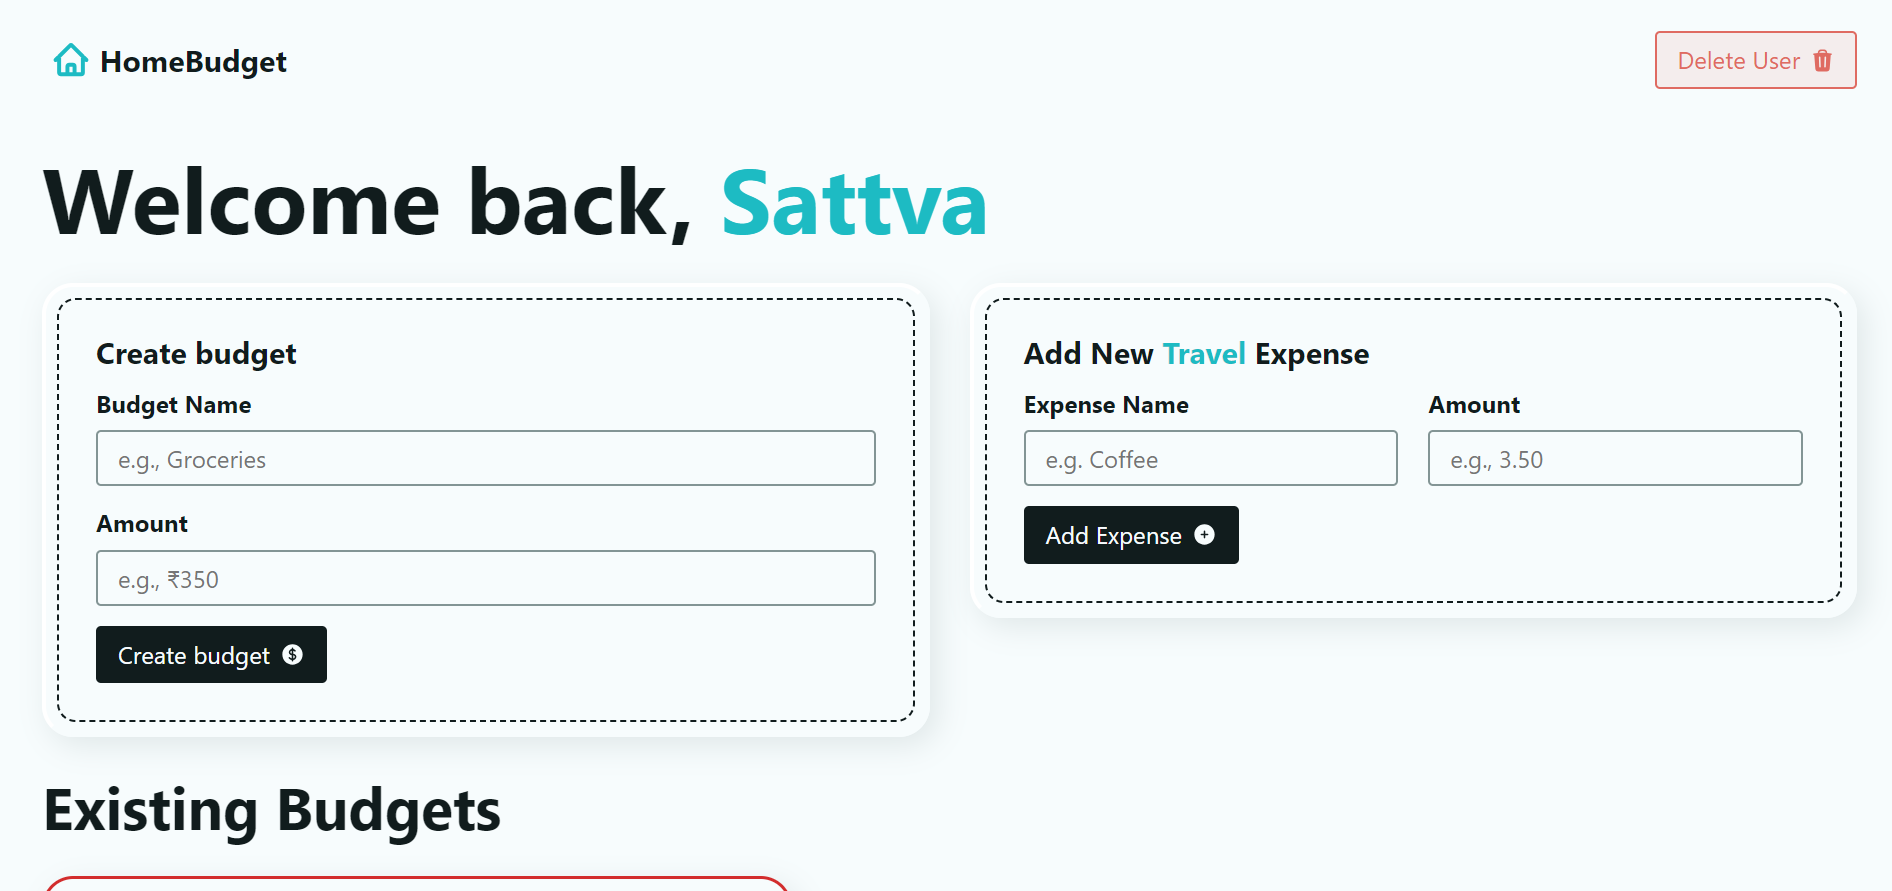 HomeBudget
Delete User
Welcome back, Sattva
Create budget
Budget Name
e.g., Groceries
Amount
e.g., ₹350
Create budget
Add New Travel Expense
Expense Name
Amount
e.g. Coffee
e.g., 3.50
Add Expense
Existing Budgets